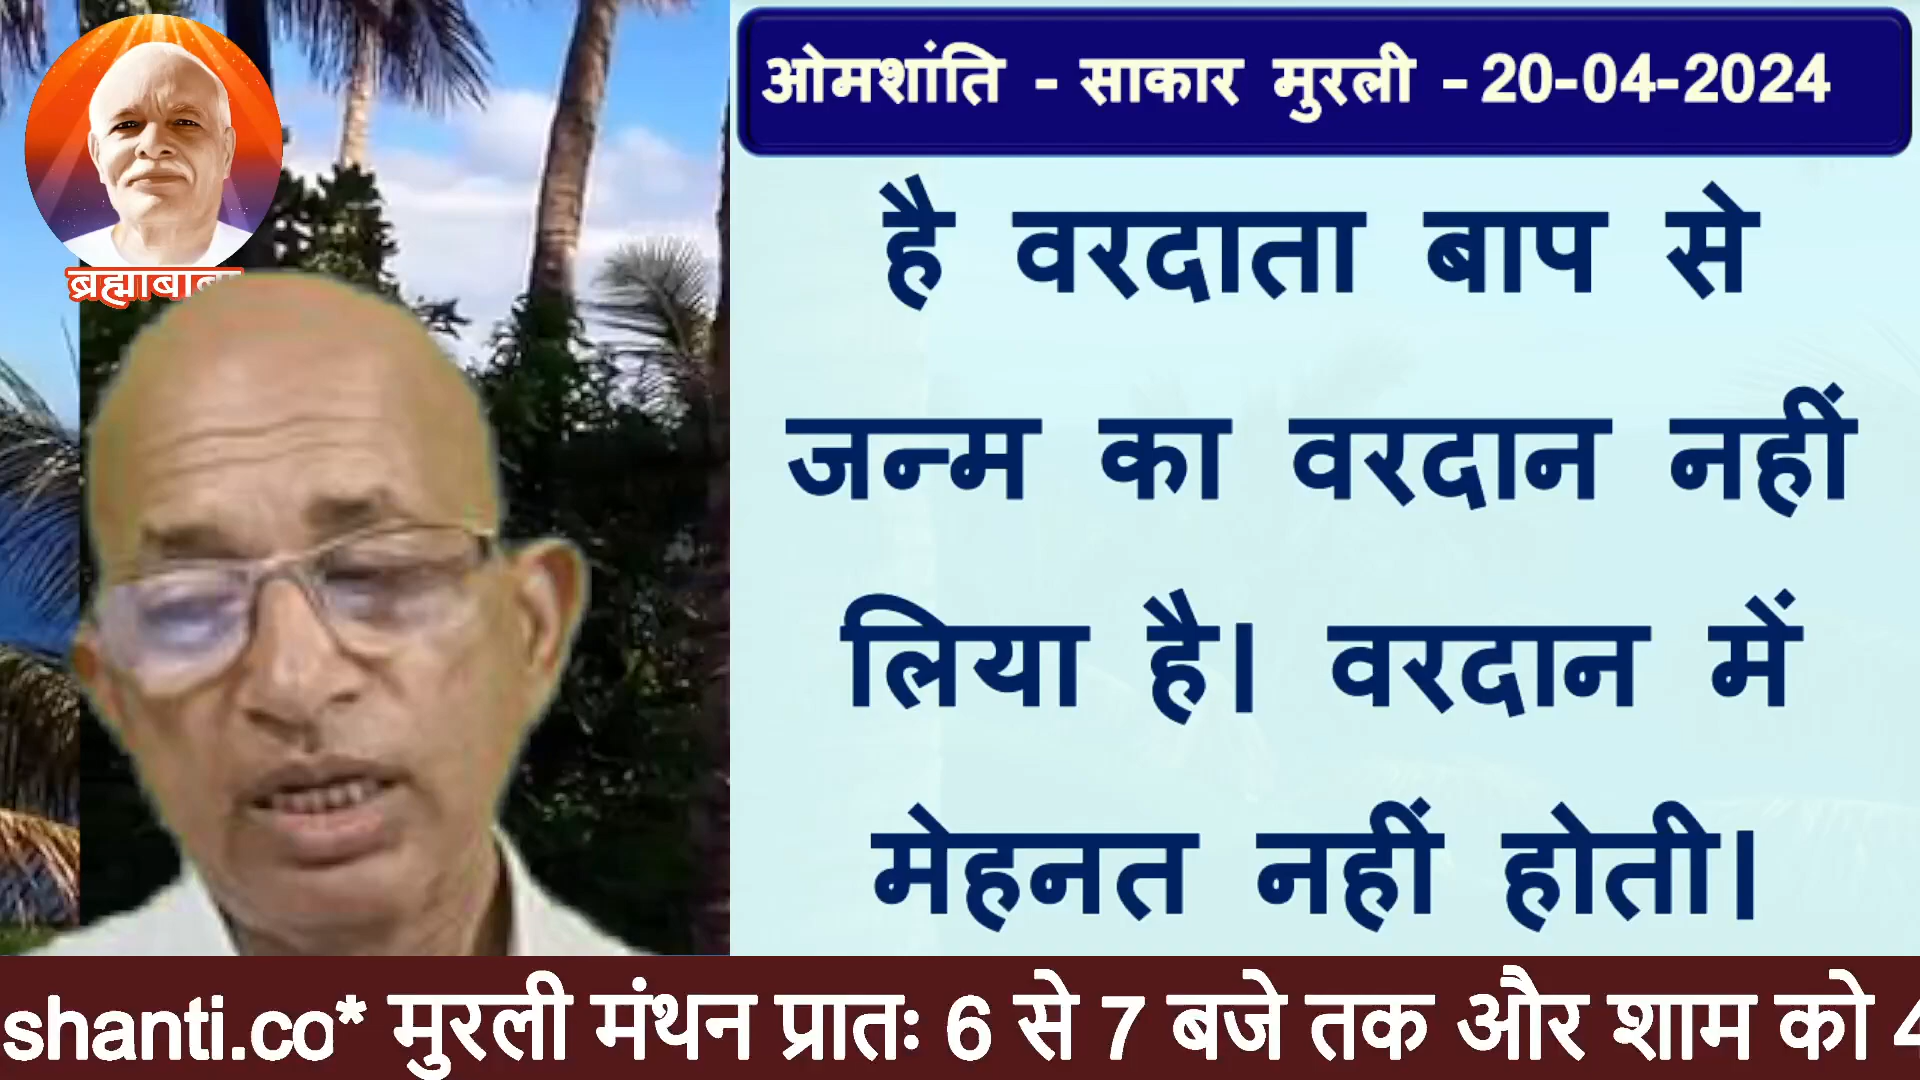 ओमशांति - साकार मुरली - 20-04-2024
है वरदाता बाप से
जन्म का वरदान नहीं
लिया है। वरदान में
मेहनत नहीं होती।
shanti.co* मुरली मंथन प्रातः 6 से 7 बजे तक और शाम को 4